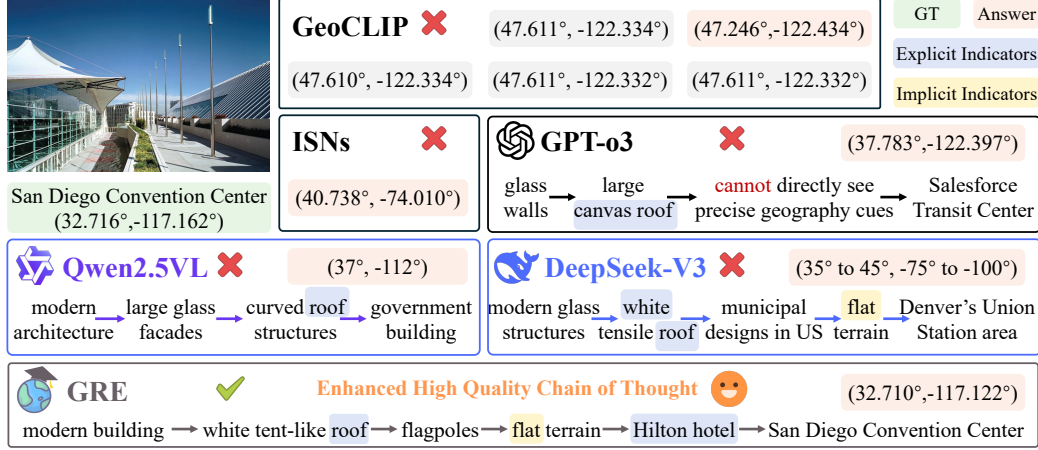 GeoCLIP
(47.611°, -122.334°)
(47.246°, -122.434°)
(47.610°, -122.334°)
(47.611°, -122.332°)
(47.611°, -122.332°)
GT
Answer
Explicit Indicators
Implicit Indicators
San Diego Convention Center
(32.716°,-117.162°)
ISNs
(40.738°, -74.010°)
GPT-o3
(37.783°,-122.397°)
glass
walls
large
canvas roof
cannot directly see
precise geography cues
Salesforce
Transit Center
Qwen2.5VL
(37°, -112°)
modern
architecture
large glass
facades
curved roof
structures
government
building
DeepSeek-V3
(35° to 45°, -75° to -100°)
modern glass
structures
white
tensile roof
municipal
designs in US
flat
terrain
Denver's Union
Station area
GRE
Enhanced High Quality Chain of Thought
(32.710°,-117.122°)
modern building
white tent-like roof
flagpoles
flat terrain
Hilton hotel
San Diego Convention Center